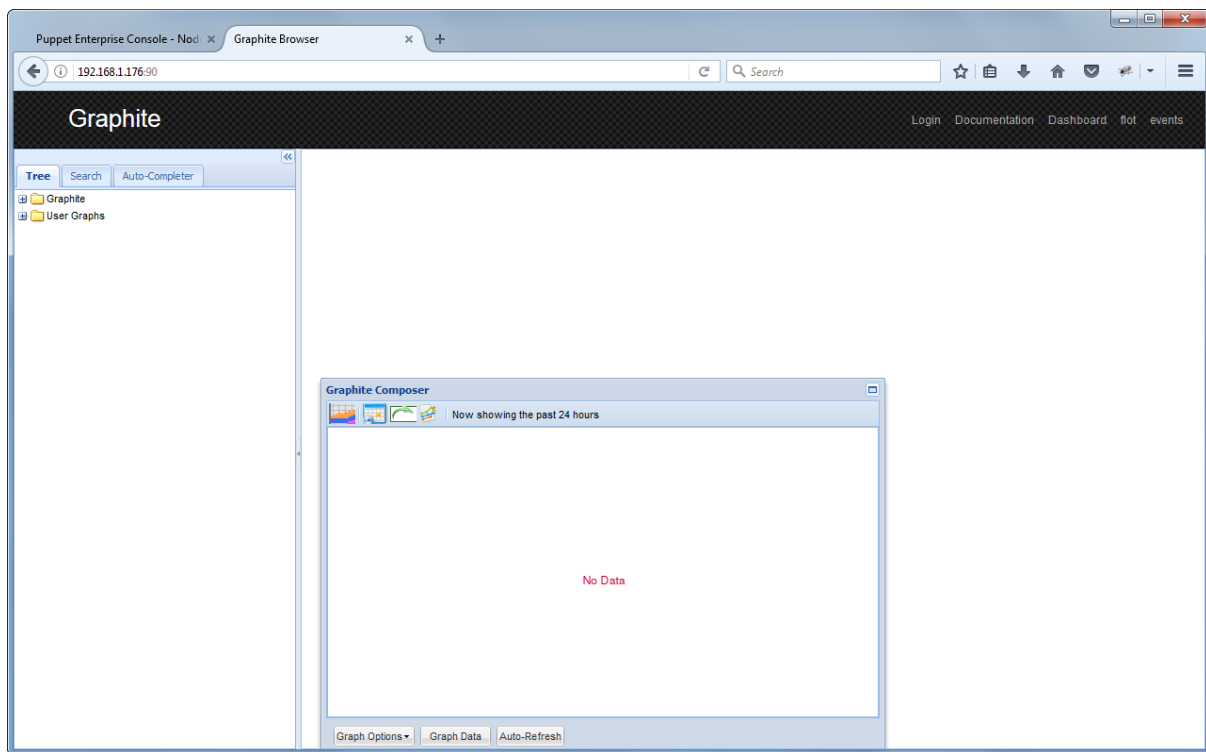 Puppet Enterprise Console - Nod
Graphite Browser
192.168.1.176:90
Search
Graphite
Login Documentation Dashboard flot events
Tree Search Auto-Completer
Graphite
User Graphs
Graphite Composer
Now showing the past 24 hours
No Data
Graph Options Graph Data Auto-Refresh